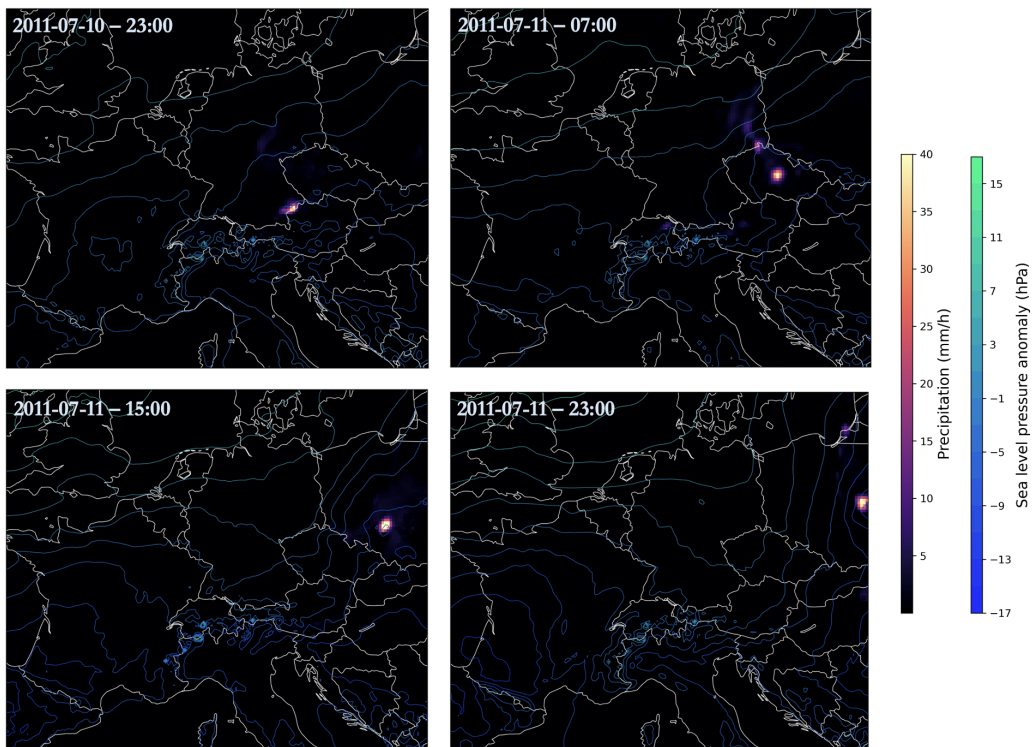 2011-07-10 – 23:00
2011-07-11 – 07:00
2011-07-11 – 15:00
2011-07-11 – 23:00
40
35
30
25
20
15
10
5
Precipitation (mm/h)
15
11
7
3
−1
−5
−9
−13
−17
Sea level pressure anomaly (hPa)